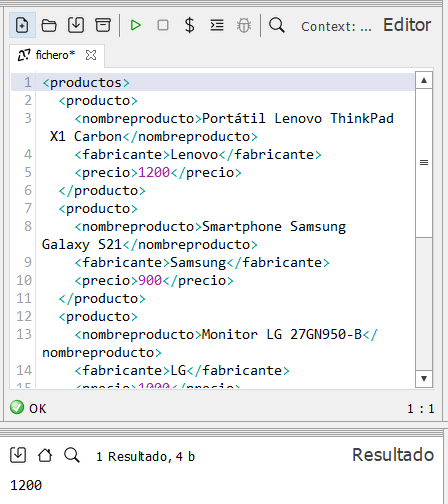 Context: ... Editor
fichero*
1 <productos>
2 <producto>
3 <nombreproducto>Portátil Lenovo ThinkPad
X1 Carbon</nombreproducto>
4 <fabricante>Lenovo</fabricante>
5 <precio>1200</precio>
6 </producto>
7 <producto>
8 <nombreproducto>Smartphone Samsung
Galaxy S21</nombreproducto>
9 <fabricante>Samsung</fabricante>
10 <precio>900</precio>
11 </producto>
12 <producto>
13 <nombreproducto>Monitor LG 27GN950-B</
nombreproducto>
14 <fabricante>LG</fabricante>
15 <precio>1000</precio>
OK 1 : 1
1 Resultado, 4 b Resultado
1200